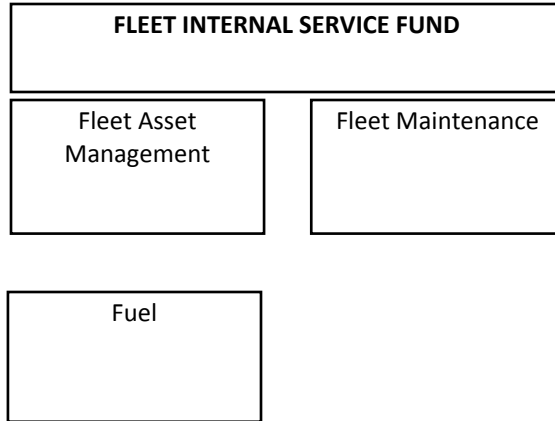 FLEET INTERNAL SERVICE FUND
Fleet Asset
Management
Fleet Maintenance
Fuel